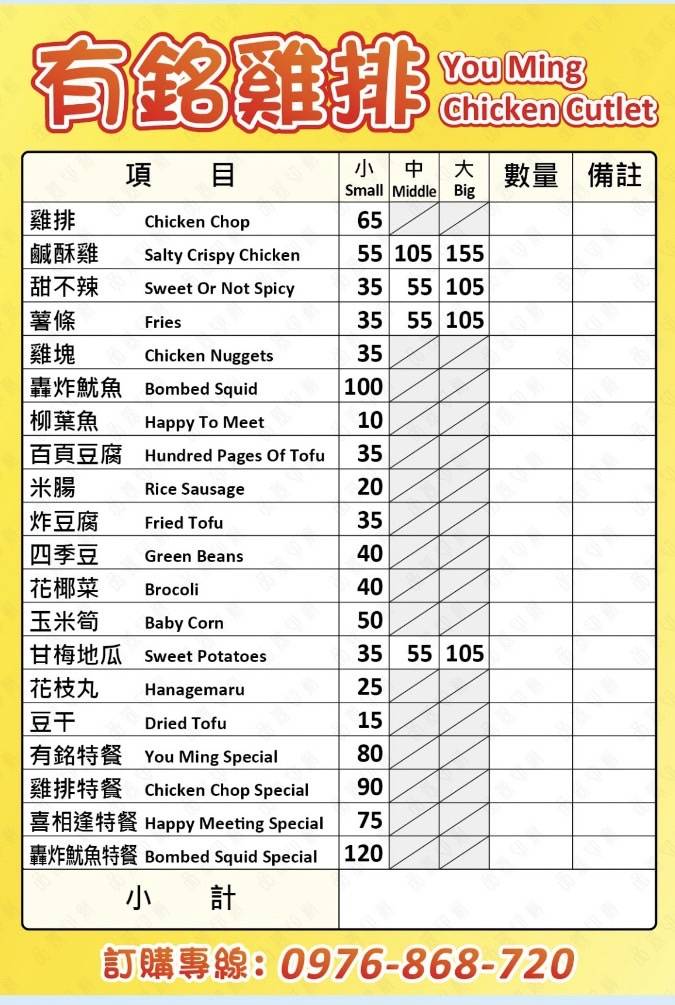 有銘雞排 You Ming Chicken Cutlet
項目 小 Small 中 Middle 大 Big 數量 備註
雞排 Chicken Chop 65
鹹酥雞 Salty Crispy Chicken 55 105 155
甜不辣 Sweet Or Not Spicy 35 55 105
薯條 Fries 35 55 105
雞塊 Chicken Nuggets 35
轟炸魷魚 Bombed Squid 100
柳葉魚 Happy To Meet 10
百頁豆腐 Hundred Pages Of Tofu 35
米腸 Rice Sausage 20
炸豆腐 Fried Tofu 35
四季豆 Green Beans 40
花椰菜 Brocoli 40
玉米筍 Baby Corn 50
甘梅地瓜 Sweet Potatoes 35 55 105
花枝丸 Hanagemaru 25
豆干 Dried Tofu 15
有銘特餐 You Ming Special 80
雞排特餐 Chicken Chop Special 90
喜相逢特餐 Happy Meeting Special 75
轟炸魷魚特餐 Bombed Squid Special 120
小計
訂購專線：0976-868-720